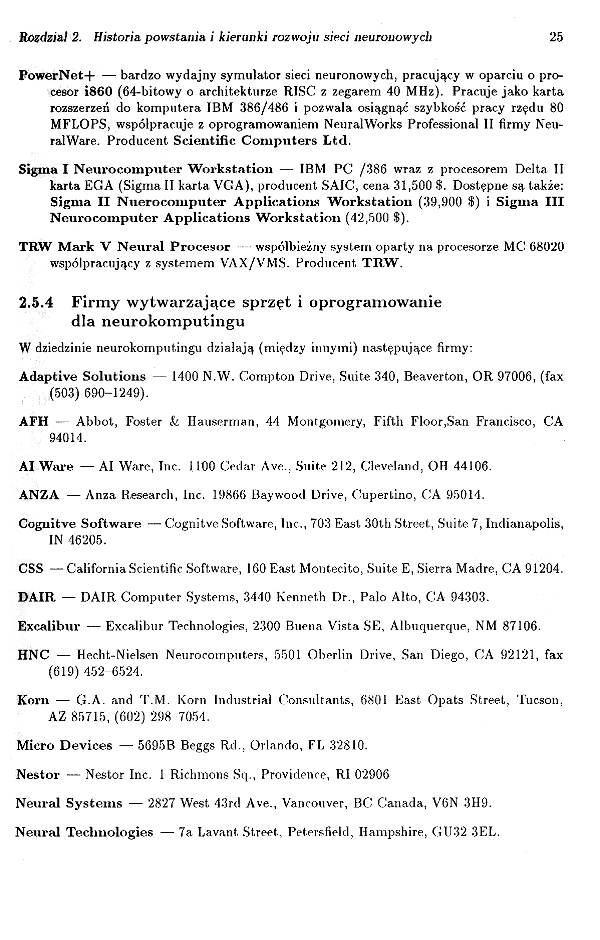 Rozdział 2. Historia powstania i kierunki rozwoju sieci neuronowych 25
PowerNet+ — bardzo wydajny symulator sieci neuronowych, pracujący w oparciu o pro-
cesor i860 (64-bitowy o architekturze RISC z zegarem 40 MHz). Pracuje jako karta
rozszerzeń do komputera IBM 386/486 i pozwala osiągnąć szybkość pracy rzędu 80
MFLOPS, współpracuje z oprogramowaniem NeuralWorks Professional II firmy Neu-
ralWare. Producent Scientific Computers Ltd.
Sigma I Neurocomputer Workstation — IBM PC /386 wraz z procesorem Delta II
karta EGA (Sigma II karta VGA), producent SAIC, cena 31,500 $. Dostępne są także:
Sigma II Nuerocomputer Applications Workstation (39,900 $) i Sigma III
Neurocomputer Applications Workstation (42,500 $).
TRW Mark V Neural Procesor — współbieżny system oparty na procesorze MC 68020
współpracujący z systemem VAX/VMS. Producent TRW.
2.5.4 Firmy wytwarzające sprzęt i oprogramowanie
dla neurokomputingu
W dziedzinie neurokomputingu działają (między innymi) następujące firmy:
Adaptive Solutions — 1400 N.W. Compton Drive, Suite 340, Beaverton, OR 97006, (fax
(503) 690–1249).
AFH — Abbot, Foster & Hauserman, 44 Montgomery, Fifth Floor,San Francisco, CA
94014.
AI Ware — AI Ware, Inc. 1100 Cedar Ave., Suite 212, Cleveland, OH 44106.
ANZA — Anza Research, Inc. 19866 Baywood Drive, Cupertino, CA 95014.
Cognitve Software — Cognitve Software, Inc., 703 East 30th Street, Suite 7, Indianapolis,
IN 46205.
CSS — California Scientific Software, 160 East Montecito, Suite E, Sierra Madre, CA 91204.
DAIR — DAIR Computer Systems, 3440 Kenneth Dr., Palo Alto, CA 94303.
Excalibur — Excalibur Technologies, 2300 Buena Vista SE, Albuquerque, NM 87106.
HNC — Hecht-Nielsen Neurocomputers, 5501 Oberlin Drive, San Diego, CA 92121, fax
(619) 452–6524.
Korn — G.A. and T.M. Korn Industrial Consultants, 6801 East Opats Street, Tucson,
AZ 85715, (602) 298–7054.
Micro Devices — 5695B Beggs Rd., Orlando, FL 32810.
Nestor — Nestor Inc. 1 Richmons Sq., Providence, RI 02906
Neural Systems — 2827 West 43rd Ave., Vancouver, BC Canada, V6N 3H9.
Neural Technologies — 7a Lavant Street, Petersfield, Hampshire, GU32 3EL.